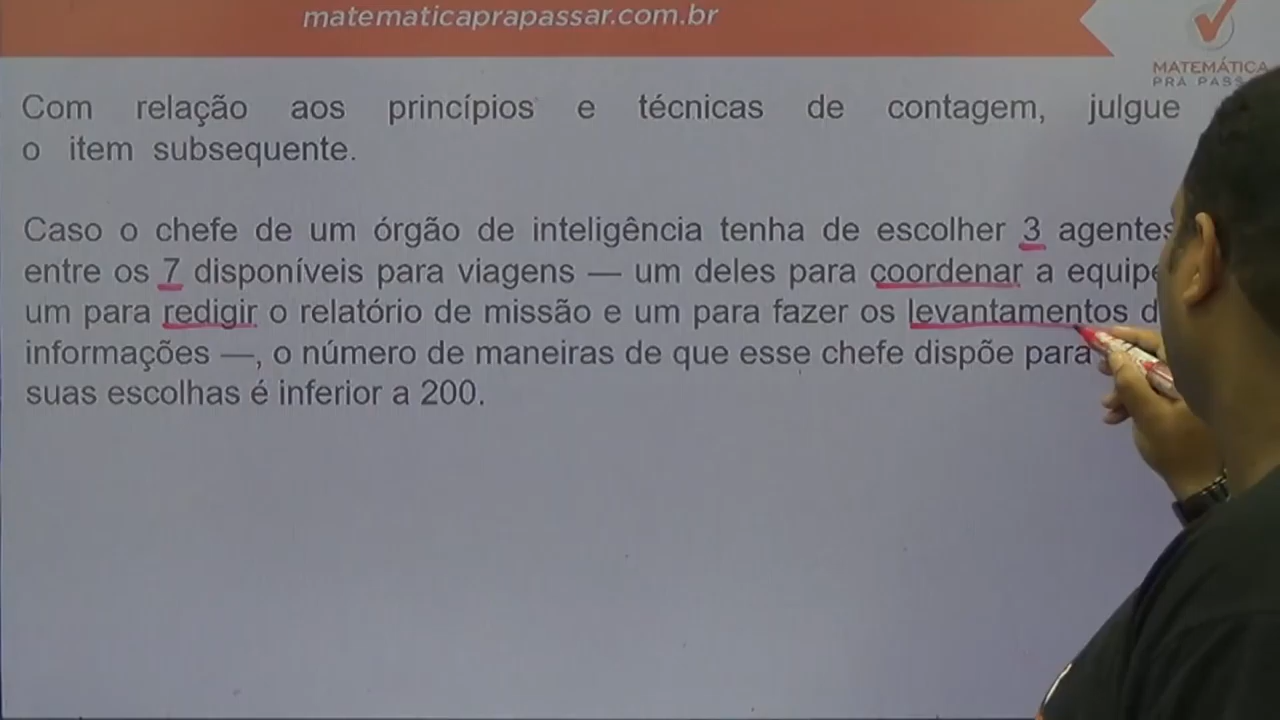 matematicaprapassar.com.br
MATEMÁTICA
PRA PASS
Com relação aos princípios e técnicas de contagem, julgue
o item subsequente.
Caso o chefe de um órgão de inteligência tenha de escolher 3 agentes
entre os 7 disponíveis para viagens — um deles para coordenar a equipe
um para redigir o relatório de missão e um para fazer os levantamentos d
informações —, o número de maneiras de que esse chefe dispõe para
suas escolhas é inferior a 200.